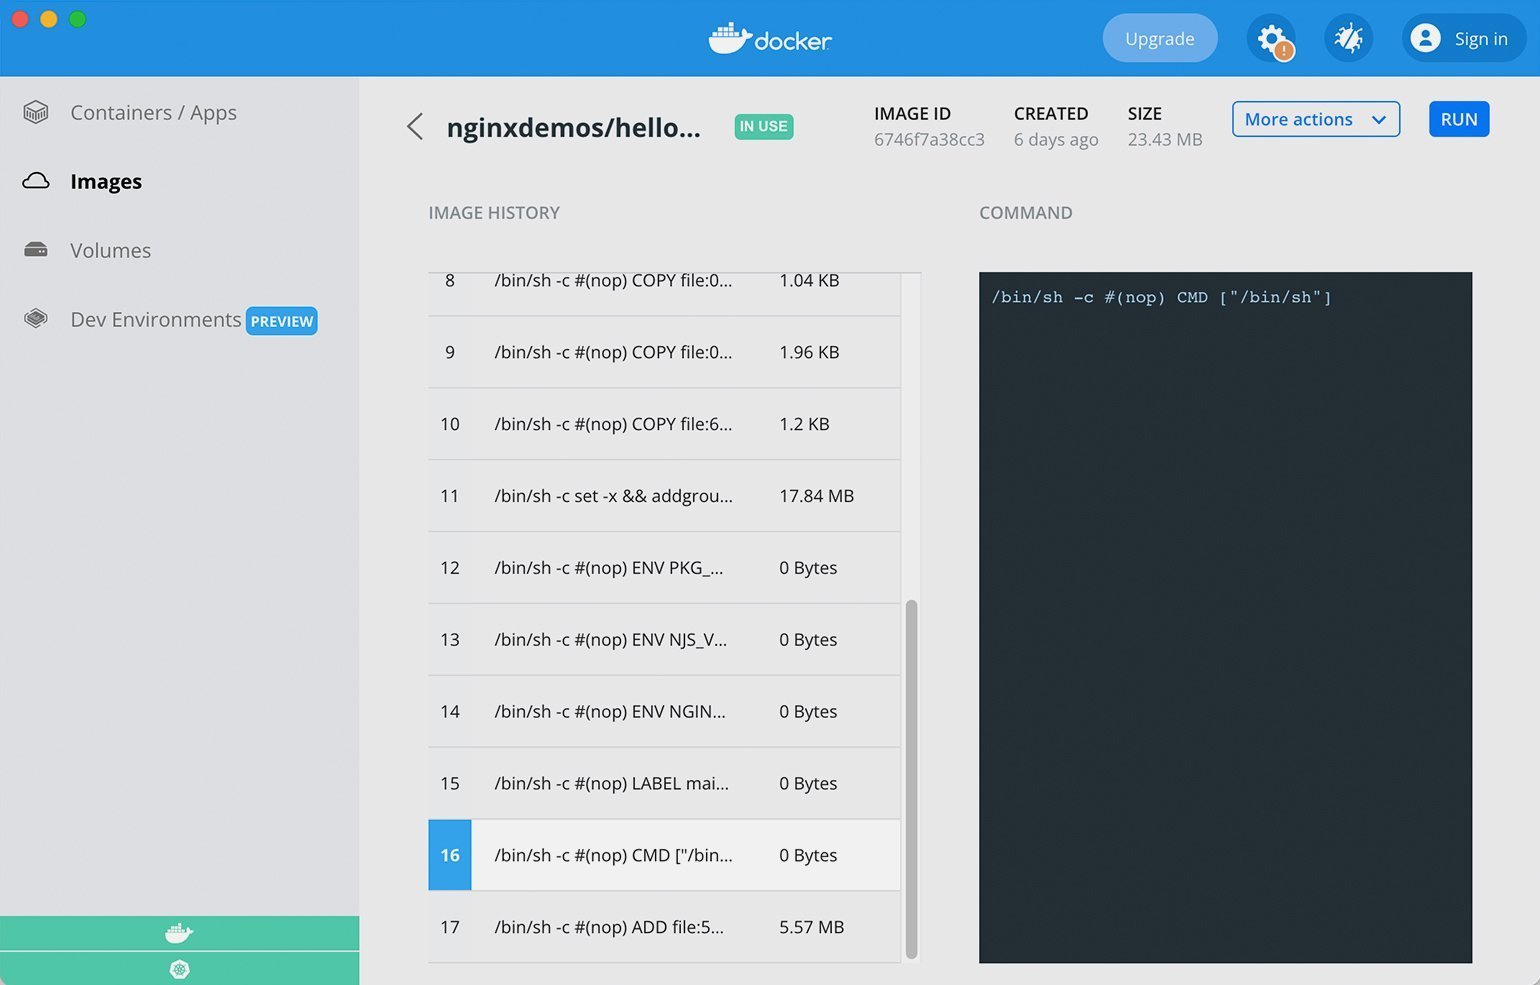 docker
Upgrade
!
Sign in
Containers / Apps
Images
Volumes
Dev Environments PREVIEW
nginxdemos/hello... IN USE
IMAGE ID
6746f7a38cc3
CREATED
6 days ago
SIZE
23.43 MB
More actions
RUN
IMAGE HISTORY
8 /bin/sh -c #(nop) COPY file:0... 1.04 KB
9 /bin/sh -c #(nop) COPY file:0... 1.96 KB
10 /bin/sh -c #(nop) COPY file:6... 1.2 KB
11 /bin/sh -c set -x && addgrou... 17.84 MB
12 /bin/sh -c #(nop) ENV PKG_... 0 Bytes
13 /bin/sh -c #(nop) ENV NJS_V... 0 Bytes
14 /bin/sh -c #(nop) ENV NGIN... 0 Bytes
15 /bin/sh -c #(nop) LABEL mai... 0 Bytes
16 /bin/sh -c #(nop) CMD ["/bin... 0 Bytes
17 /bin/sh -c #(nop) ADD file:5... 5.57 MB
COMMAND
/bin/sh -c #(nop) CMD ["/bin/sh"]